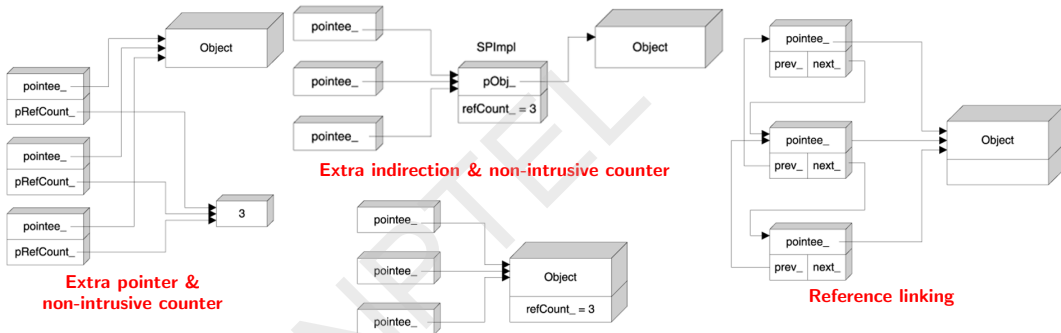 Object
pointee_
pRefCount_
pointee_
pRefCount_
pointee_
pRefCount_
3
Extra pointer &
non-intrusive counter
pointee_
pointee_
pointee_
SPImpl
pObj_
refCount_ = 3
Object
Extra indirection & non-intrusive counter
pointee_
pointee_
pointee_
Object
refCount_ = 3
pointee_
prev_ next_
pointee_
prev_ next_
pointee_
prev_ next_
Object
Reference linking
NPTEL